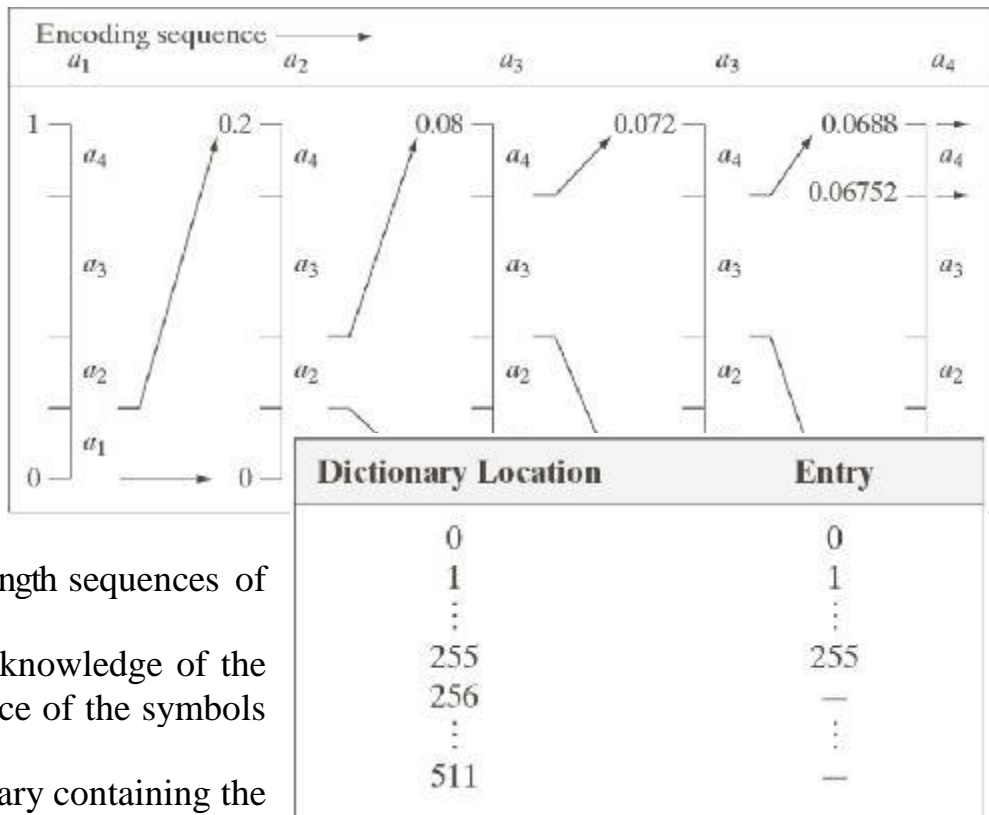 Encoding sequence
a1 a2 a3 a3 a4
1 0.2 0.08 0.072 0.0688
a4 a4 a4 a4 a4
0.06752
a3 a3 a3 a3 a3
a2 a2 a2 a2 a2
a1
0 0
Dictionary Location Entry
0 0
1 1
⋮ ⋮
255 255
256 —
⋮ ⋮
511 —
ngth sequences of
knowledge of the
ce of the symbols
ary containing the